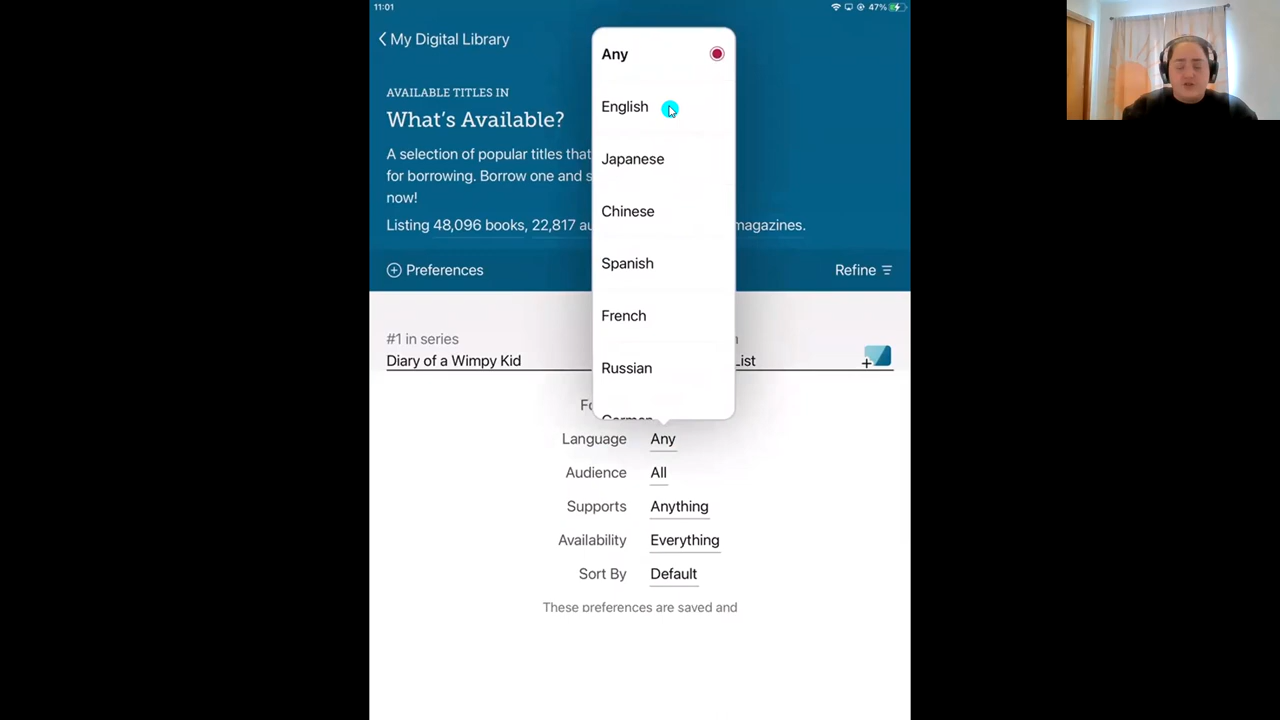 11:01
47%
My Digital Library
AVAILABLE TITLES IN
What's Available?
A selection of popular titles
for borrowing. Borrow one and
now!
Listing 48,096 books, 22,817
magazines.
Preferences
Refine
#1 in series
Diary of a Wimpy Kid
List
Any
English
Japanese
Chinese
Spanish
French
Russian
German
Language Any
Audience All
Supports Anything
Availability Everything
Sort By Default
These preferences are saved and